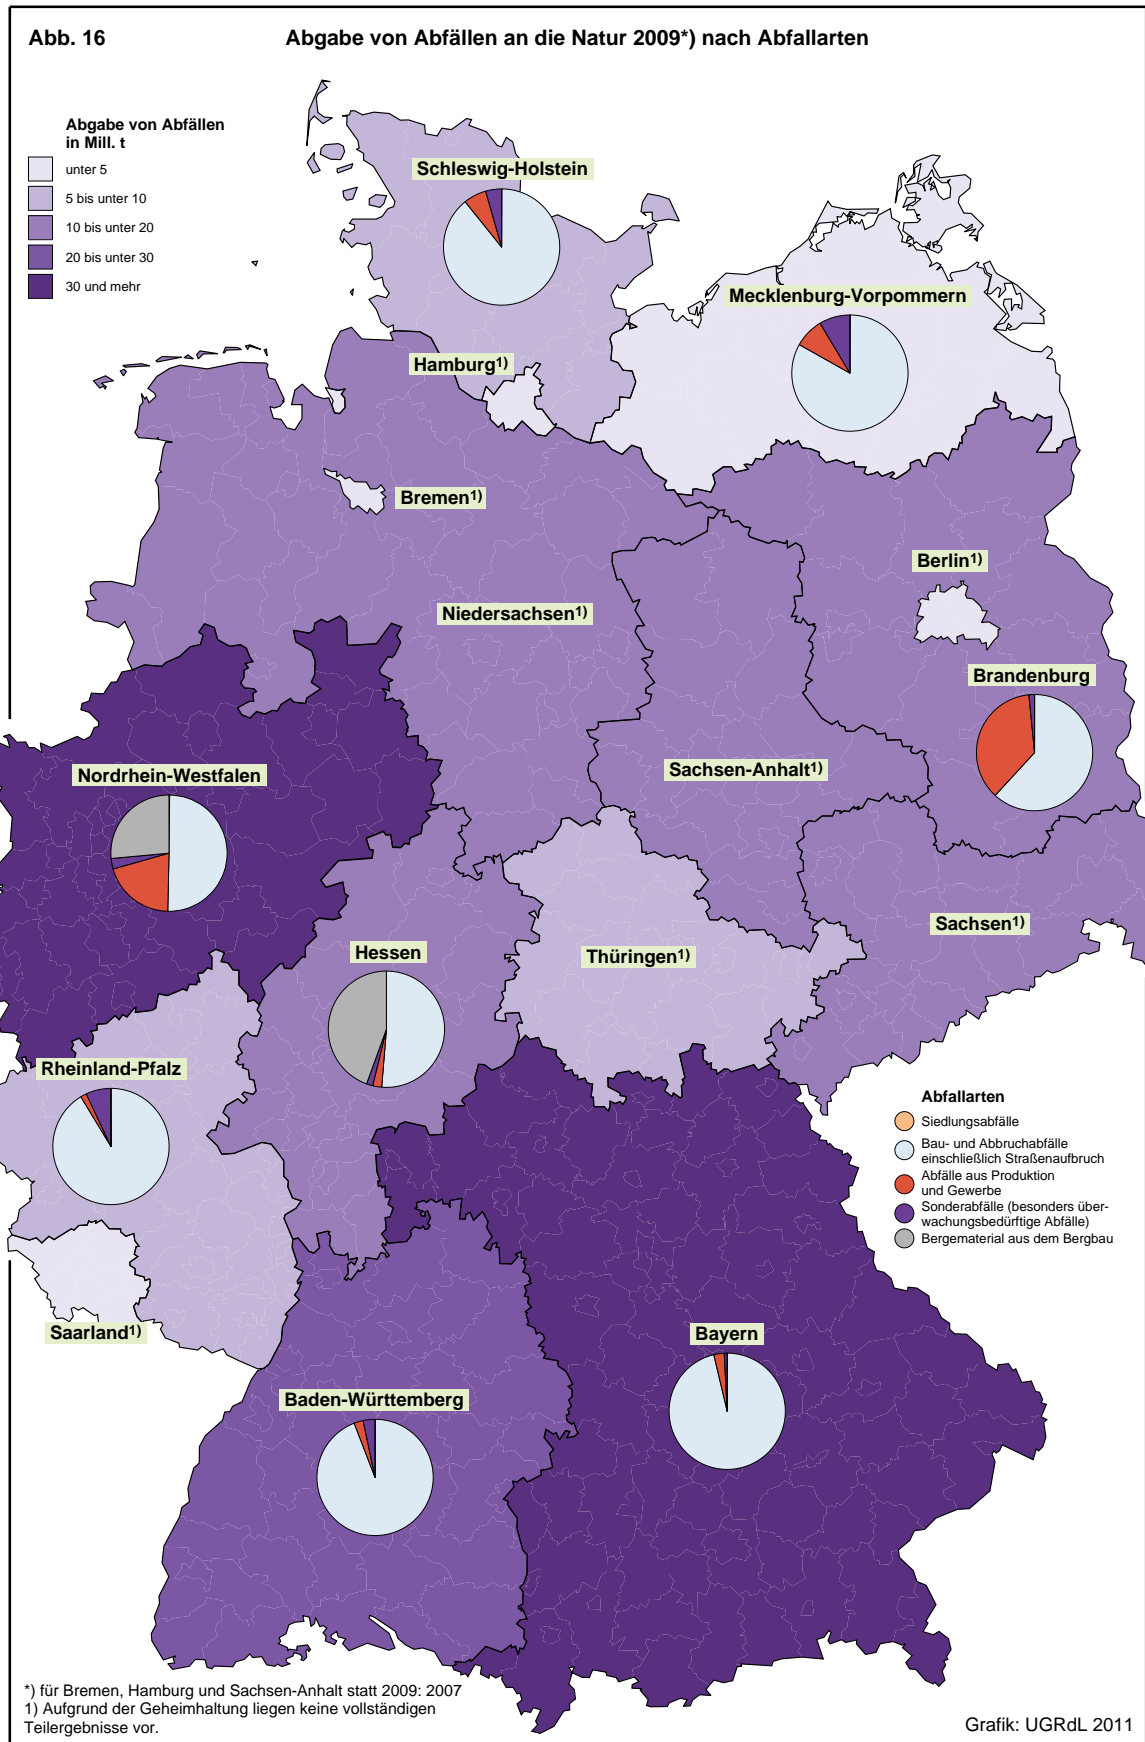 Abb. 16
Abgabe von Abfällen an die Natur 2009*) nach Abfallarten
Abgabe von Abfällen
in Mill. t
unter 5
5 bis unter 10
10 bis unter 20
20 bis unter 30
30 und mehr
Schleswig-Holstein
Mecklenburg-Vorpommern
Hamburg1)
Bremen1)
Berlin1)
Niedersachsen1)
Brandenburg
Sachsen-Anhalt1)
Nordrhein-Westfalen
Sachsen1)
Hessen
Thüringen1)
Rheinland-Pfalz
Abfallarten
Siedlungsabfälle
Bau- und Abbruchabfälle
einschließlich Straßenaufbruch
Abfälle aus Produktion
und Gewerbe
Sonderabfälle (besonders über-
wachungsbedürftige Abfälle)
Bergematerial aus dem Bergbau
Saarland1)
Bayern
Baden-Württemberg
*) für Bremen, Hamburg und Sachsen-Anhalt statt 2009: 2007
1) Aufgrund der Geheimhaltung liegen keine vollständigen
Teilergebnisse vor.
Grafik: UGRdL 2011